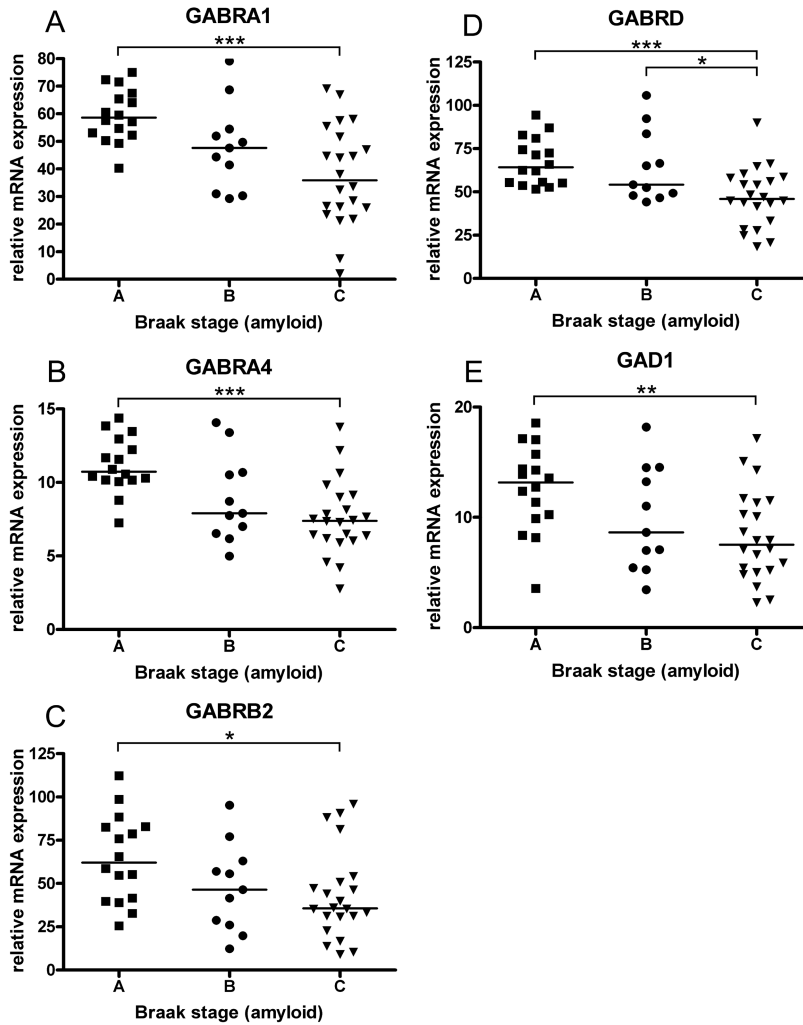 A
GABRA1
***
relative mRNA expression
80
70
60
50
40
30
20
10
0
A B C
Braak stage (amyloid)
B
GABRA4
***
relative mRNA expression
15
10
5
0
A B C
Braak stage (amyloid)
C
GABRB2
*
relative mRNA expression
125
100
75
50
25
0
A B C
Braak stage (amyloid)
D
GABRD
***
*
relative mRNA expression
125
100
75
50
25
0
A B C
Braak stage (amyloid)
E
GAD1
**
relative mRNA expression
20
10
0
A B C
Braak stage (amyloid)